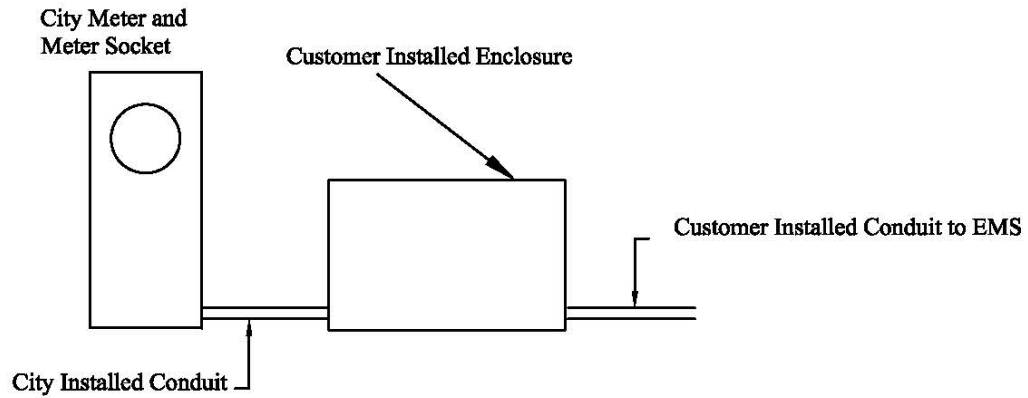 City Meter and
Meter Socket
Customer Installed Enclosure
Customer Installed Conduit to EMS
City Installed Conduit